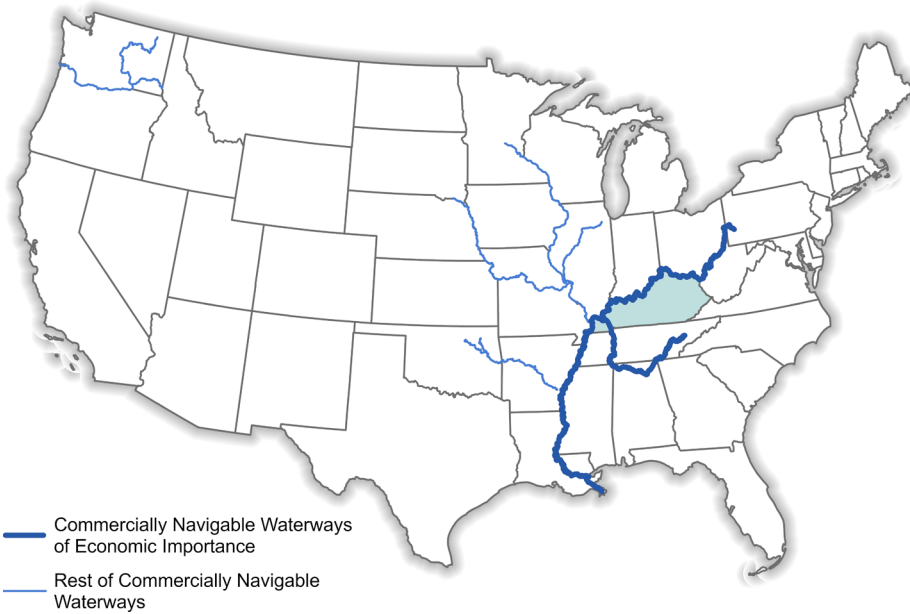 Commercially Navigable Waterways
of Economic Importance
Rest of Commercially Navigable
Waterways